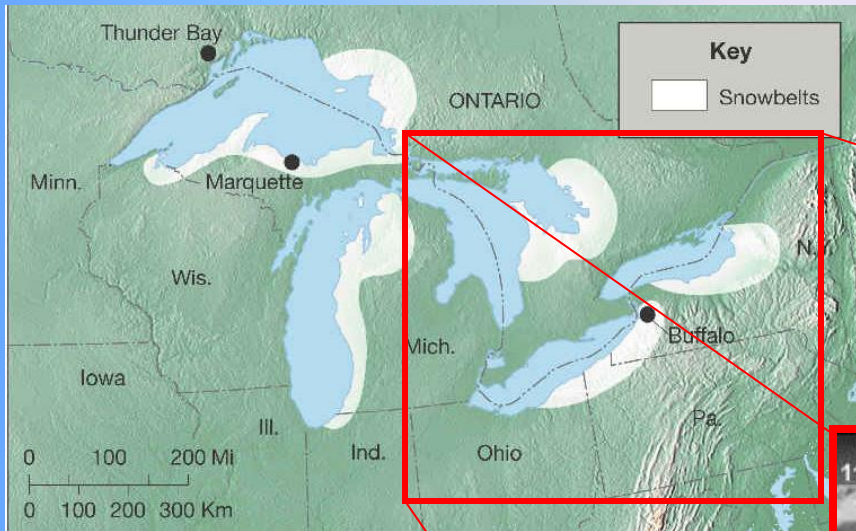 Thunder Bay
Key
Snowbelts
ONTARIO
Minn.
Marquette
Wis.
Mich.
Buffalo
Iowa
Ill.
Ind.
Ohio
Pa.
0 100 200 Mi
0 100 200 300 Km